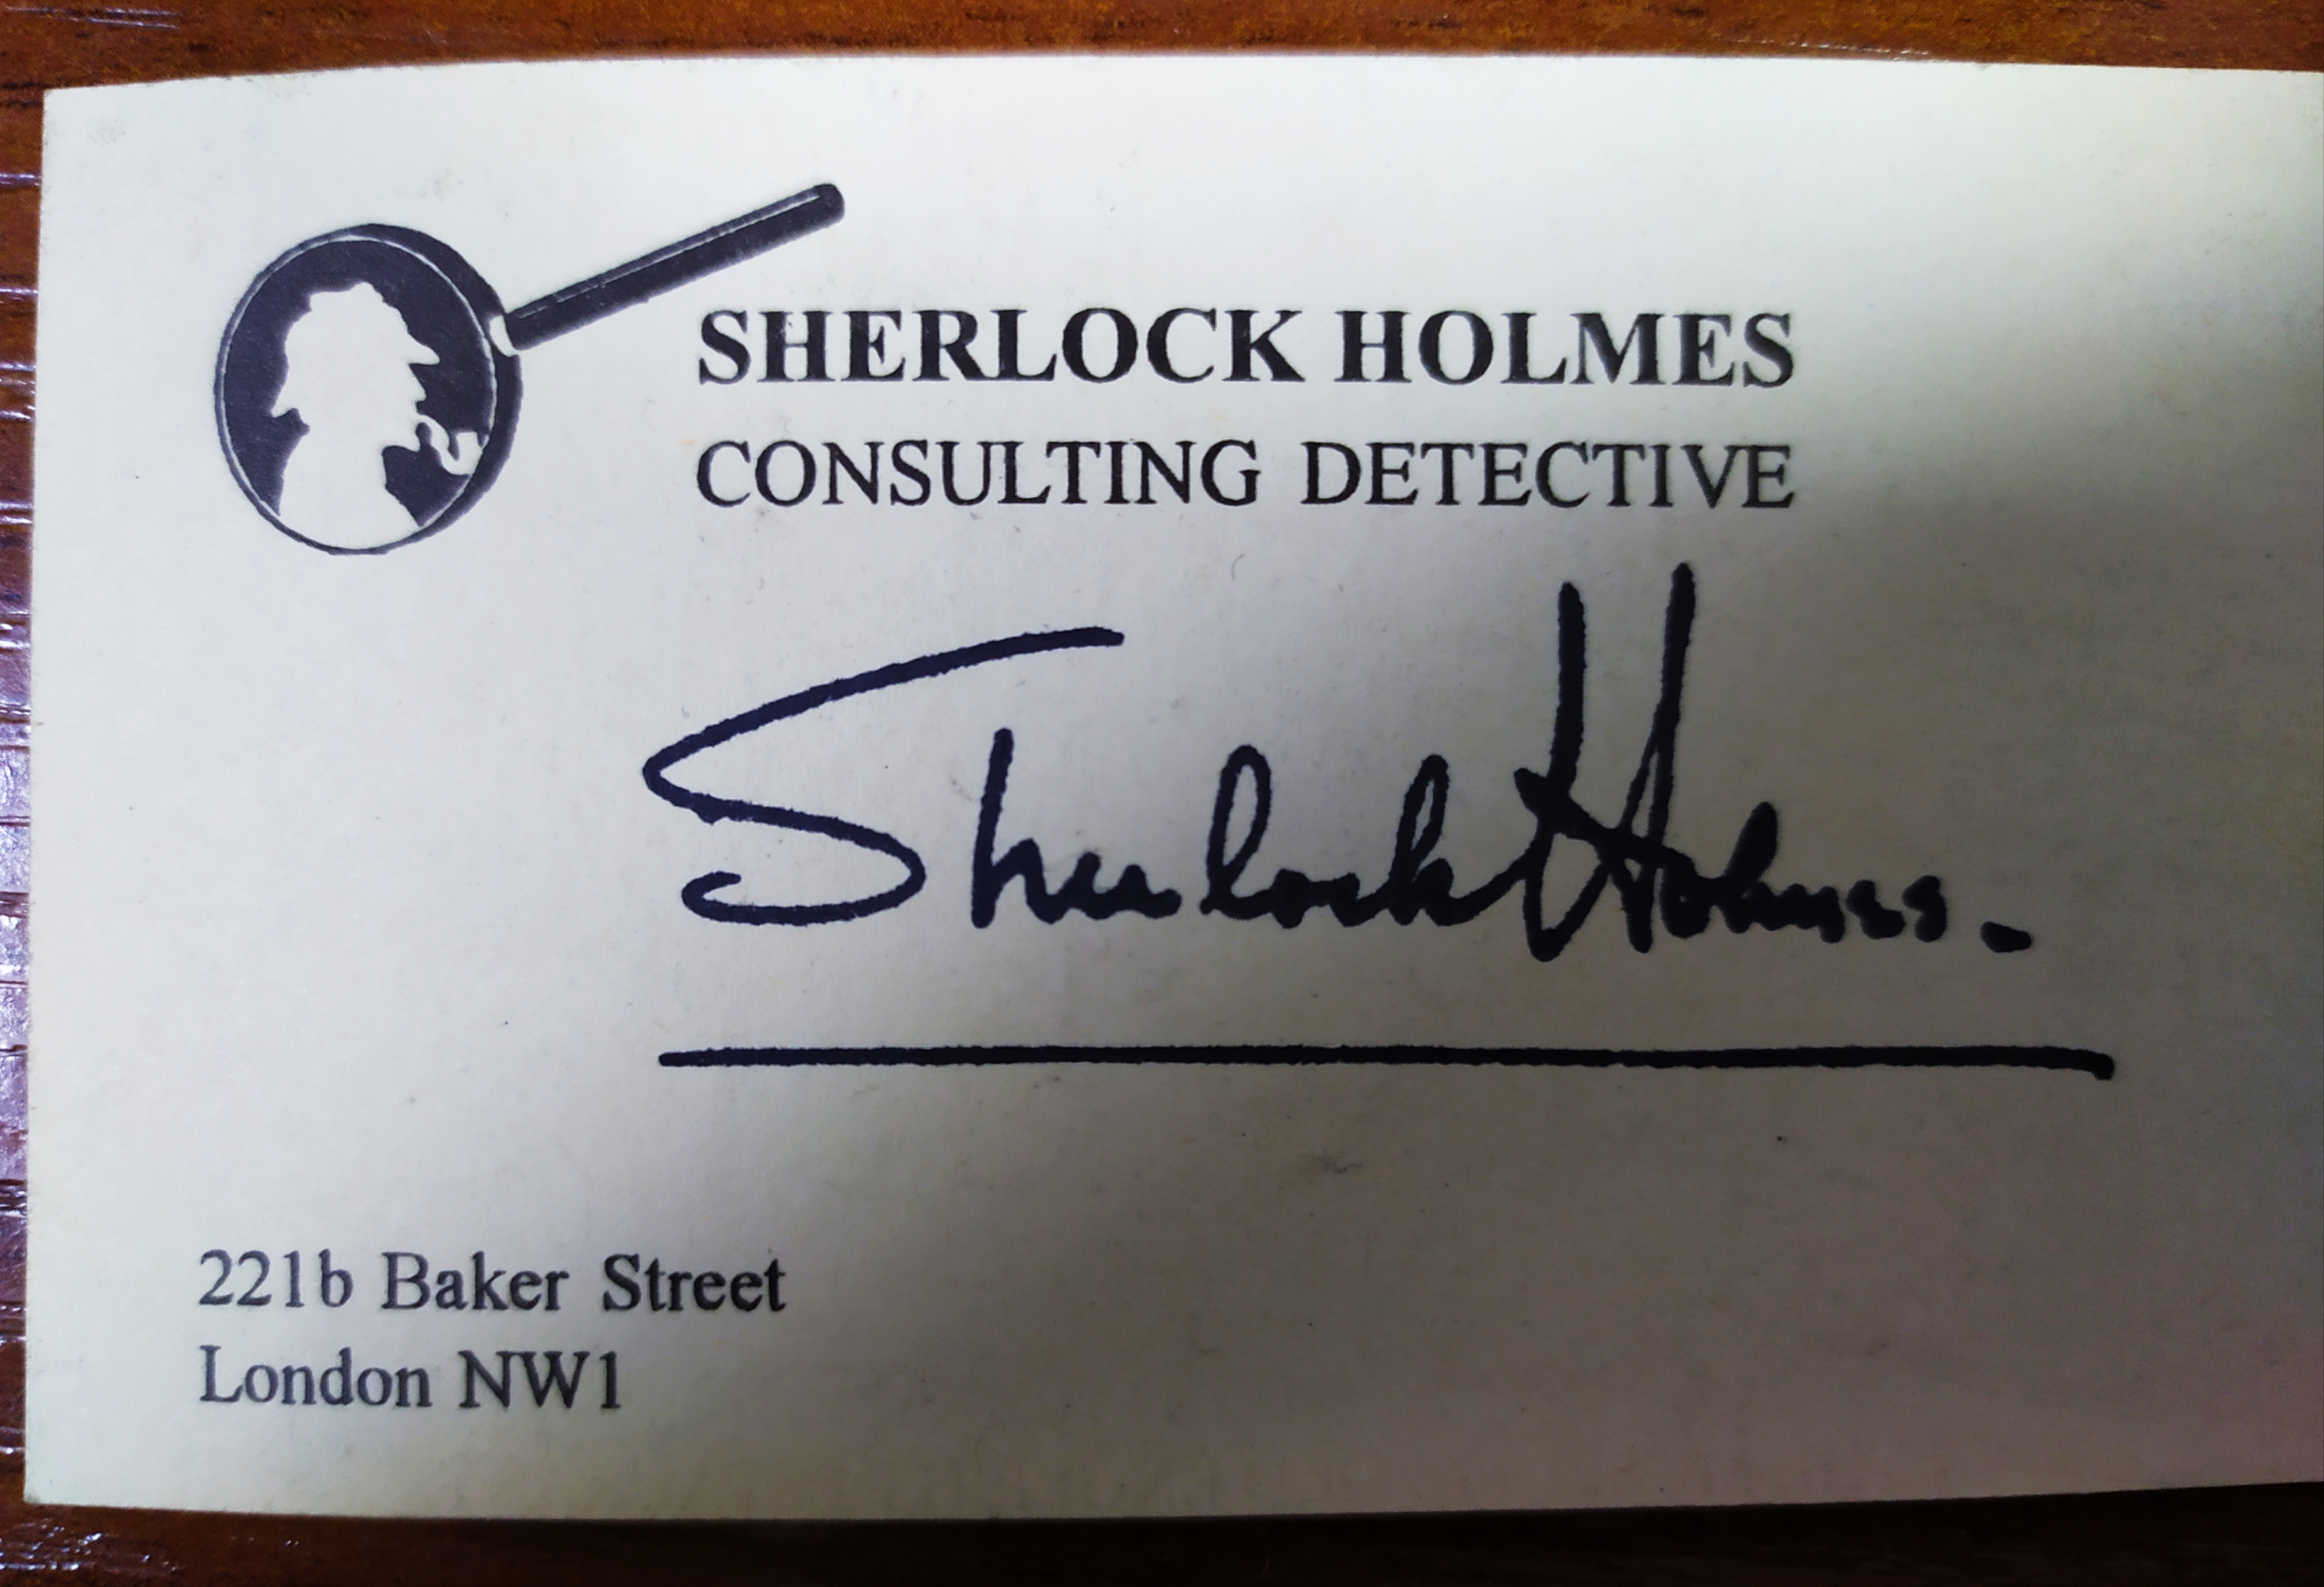 SHERLOCK HOLMES
CONSULTING DETECTIVE
Sherlock Holmes.
221b Baker Street
London NW1